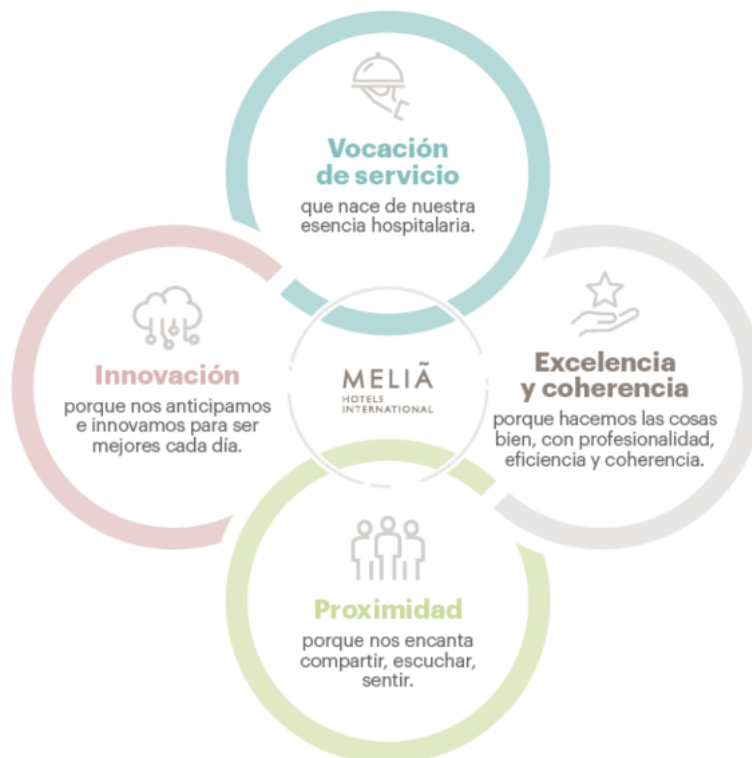 Vocación
de servicio
que nace de nuestra
esencia hospitalaria.
Innovación
porque nos anticipamos
e innovamos para ser
mejores cada día.
MELIÃ
HOTELS
INTERNATIONAL
Excelencia
y coherencia
porque hacemos las cosas
bien, con profesionalidad,
eficiencia y coherencia.
Proximidad
porque nos encanta
compartir, escuchar,
sentir.